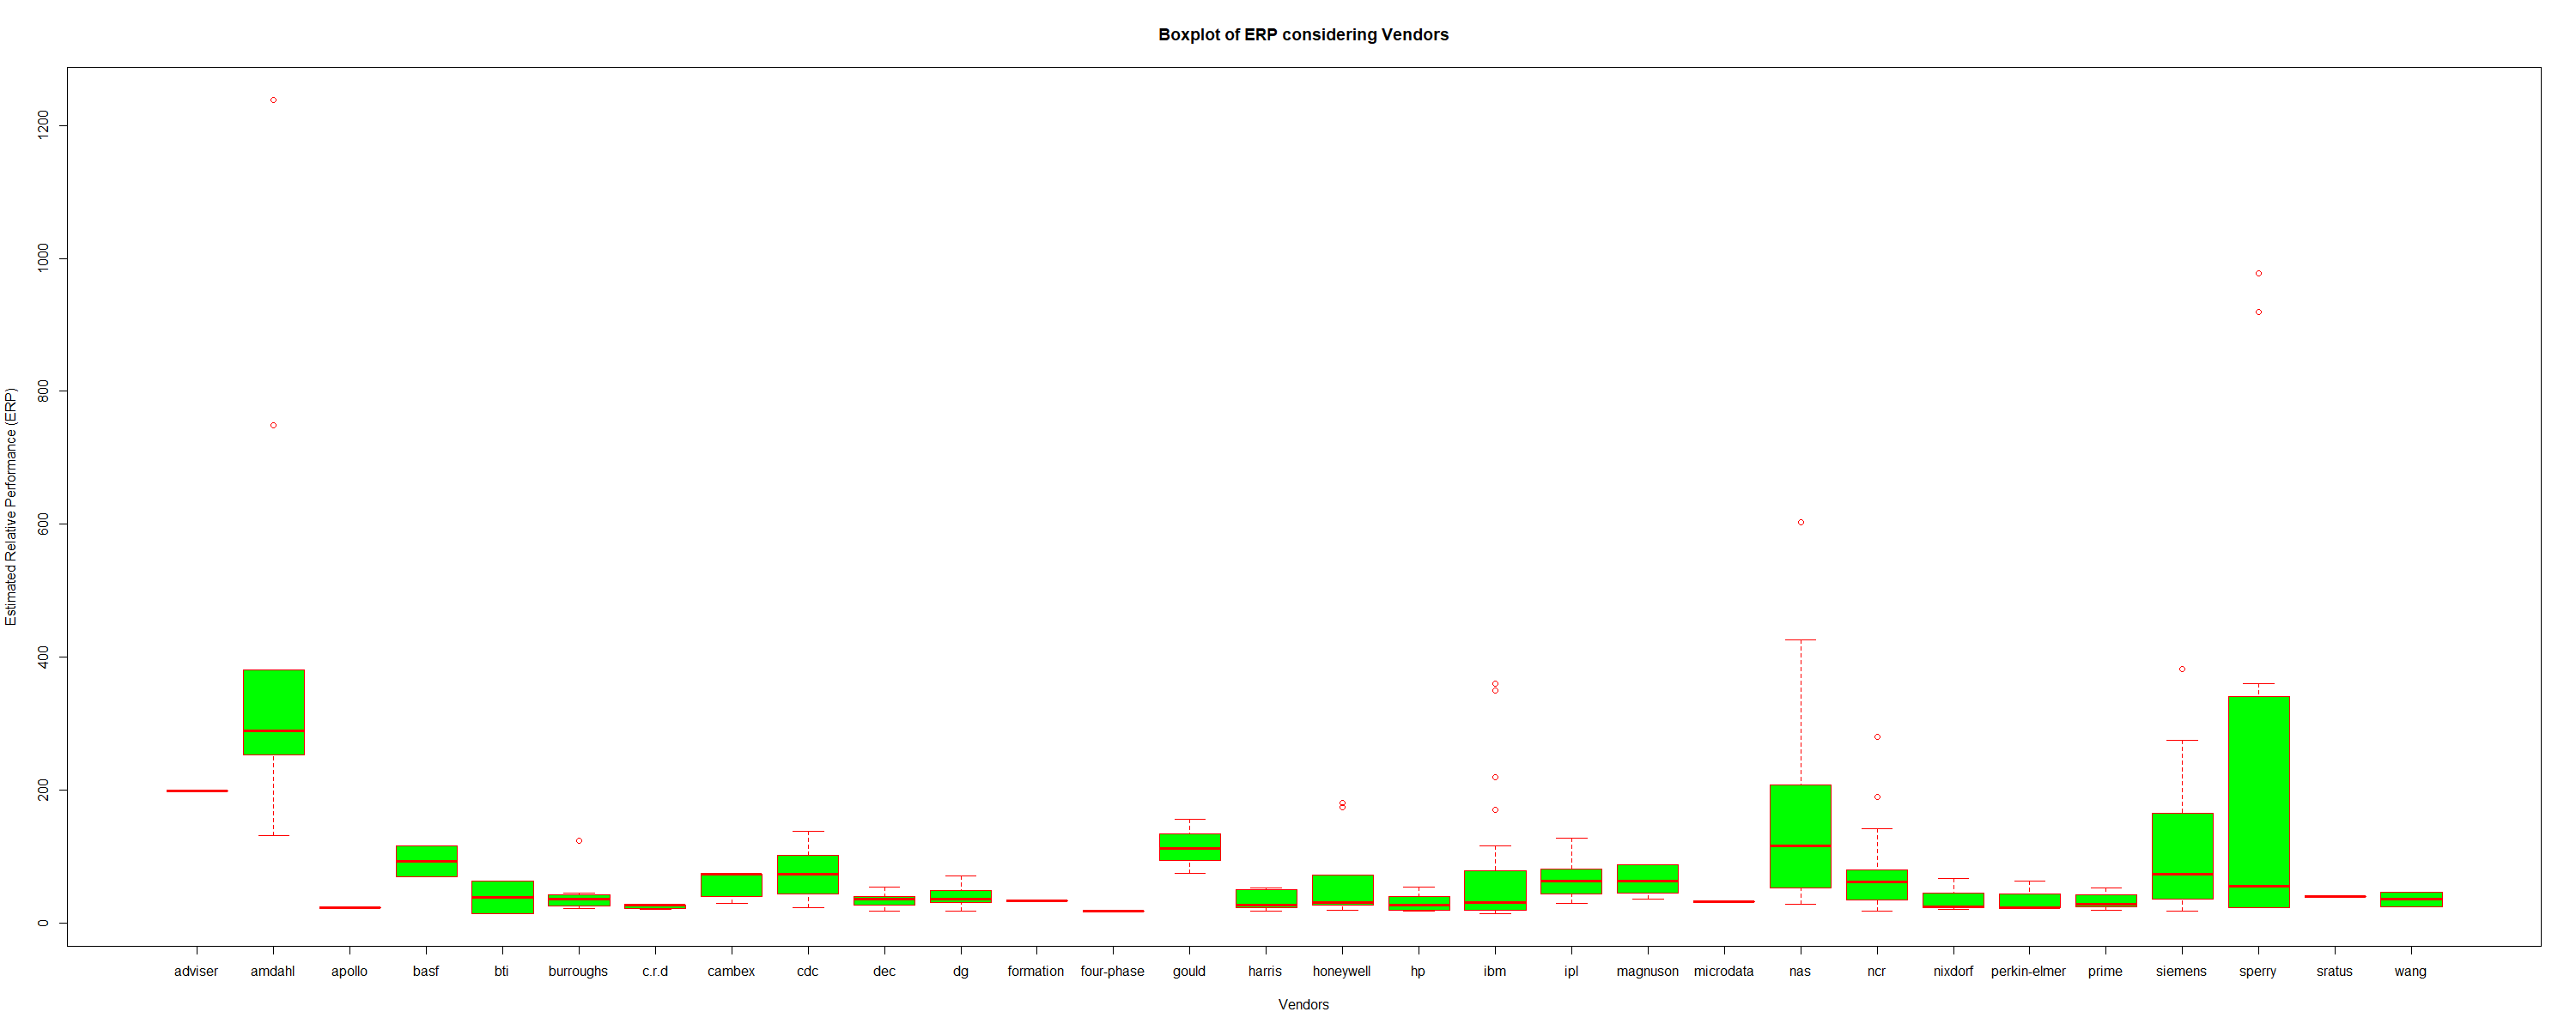 Boxplot of ERP considering Vendors
Estimated Relative Performance (ERP)
1200
1000
800
600
400
200
0
adviser amdahl apollo basf bti burroughs c.r.d cambex cdc dec dg formation four-phase gould harris honeywell hp ibm ipl magnuson microdata nas ncr nixdorf perkin-elmer prime siemens sperry sratus wang
Vendors